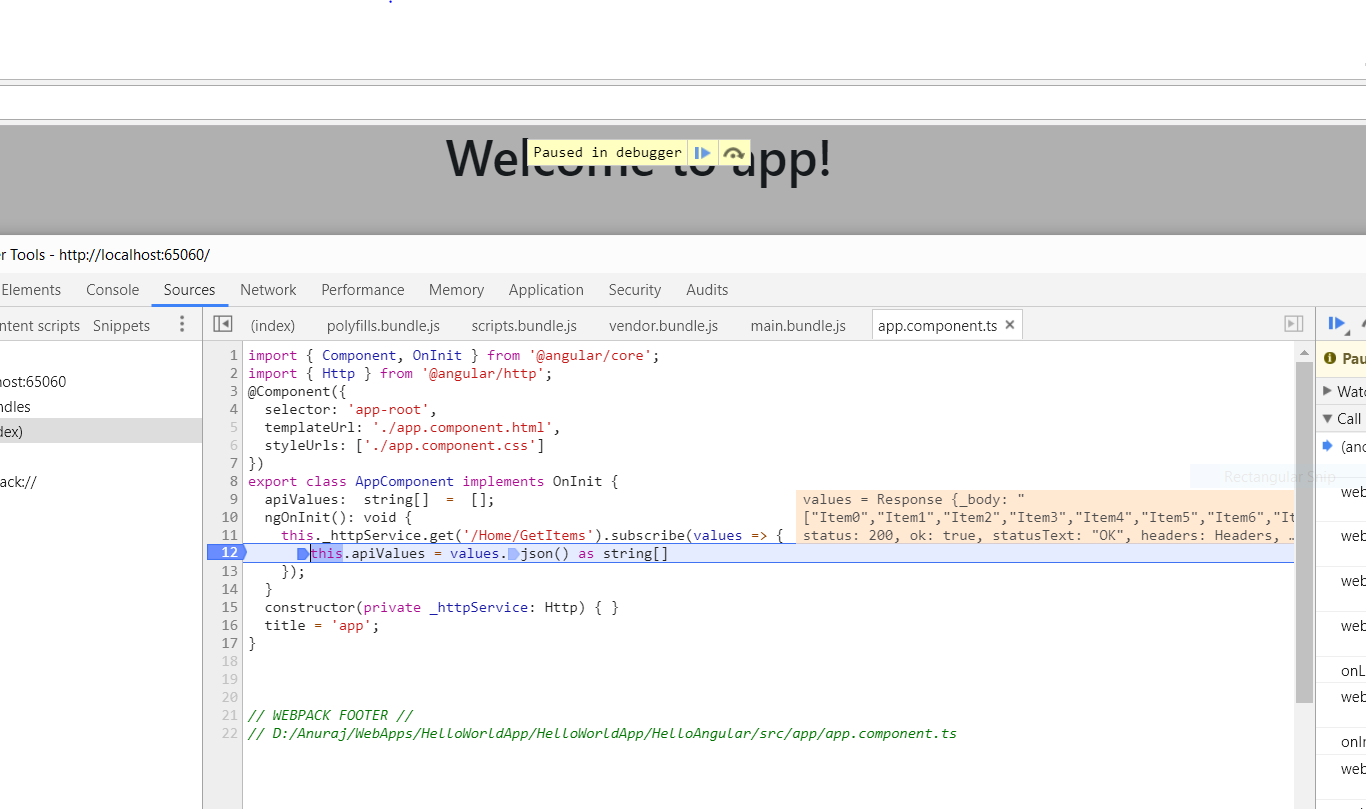 Welcome to app!
Paused in debugger
er Tools - http://localhost:65060/
Elements Console Sources Network Performance Memory Application Security Audits
ntent scripts Snippets
(index) polyfills.bundle.js scripts.bundle.js vendor.bundle.js main.bundle.js app.component.ts ×
ost:65060
ndles
dex)
ack://
1 import { Component, OnInit } from '@angular/core';
2 import { Http } from '@angular/http';
3 @Component({
4 selector: 'app-root',
5 templateUrl: './app.component.html',
6 styleUrls: ['./app.component.css']
7 })
8 export class AppComponent implements OnInit {
9 apiValues: string[] = [];
10 ngOnInit(): void {
11 this._httpService.get('/Home/GetItems').subscribe(values => {
values = Response {_body: "
["Item0","Item1","Item2","Item3","Item4","Item5","Item6","It
status: 200, ok: true, statusText: "OK", headers: Headers, …
12 this.apiValues = values.json() as string[]
13 });
14 }
15 constructor(private _httpService: Http) { }
16 title = 'app';
17 }
18
19
20
21 // WEBPACK FOOTER //
22 // D:/Anuraj/WebApps/HelloWorldApp/HelloWorldApp/HelloAngular/src/app/app.component.ts
Pau
Watc
Call
(ano
Rectangular Snip
web
web
web
web
onL
web
onIn
web